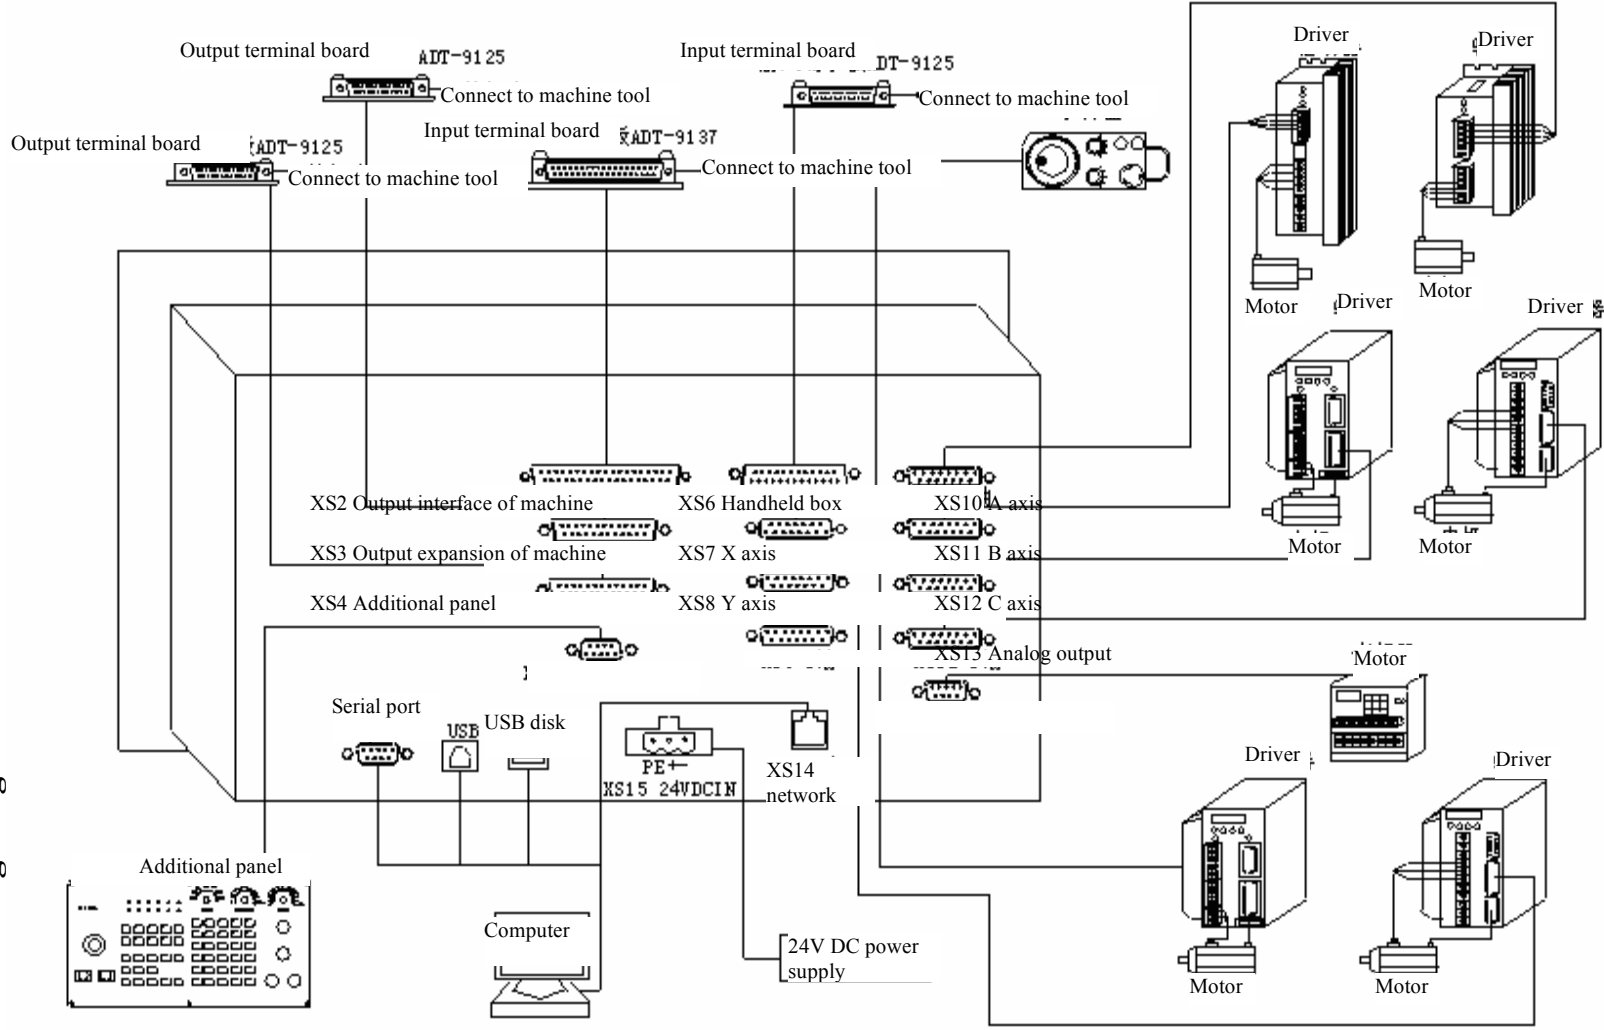 Output terminal board
ADT-9125
Connect to machine tool
Input terminal board
DT-9125
Connect to machine tool
Driver
Driver
Output terminal board
ADT-9125
Connect to machine tool
Input terminal board
ADT-9137
Connect to machine tool
Motor
Motor
Driver
Driver
XS2 Output interface of machine
XS6 Handheld box
XS10 A axis
XS3 Output expansion of machine
XS7 X axis
XS11 B axis
Motor
Motor
XS4 Additional panel
XS8 Y axis
XS12 C axis
XS13 Analog output
Motor
Serial port
USB
USB disk
PE
XS15 24VDCIN
XS14
network
Driver
Driver
Additional panel
Computer
24V DC power
supply
Motor
Motor